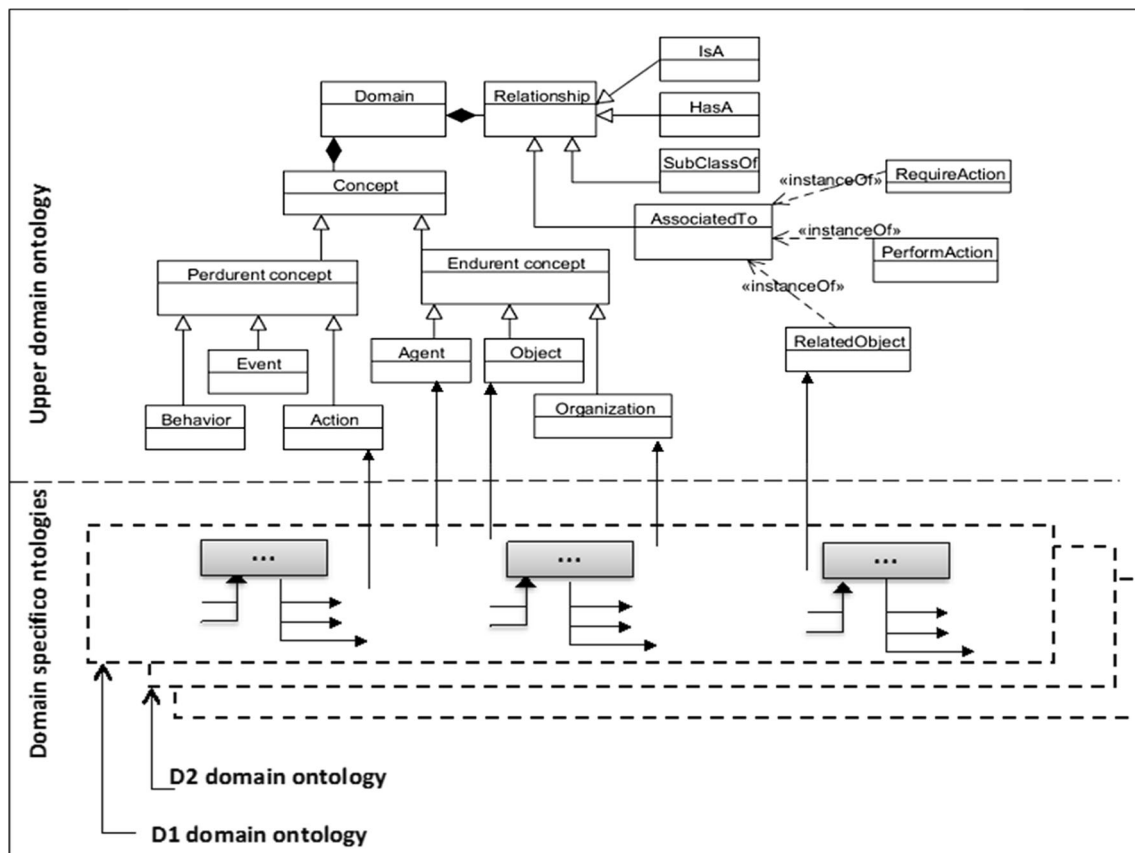 Upper domain ontology
IsA
Domain
Relationship
HasA
SubClassOf
Concept
«instanceOf»
RequireAction
AssociatedTo
«instanceOf»
PerformAction
Perdurent concept
Endurent concept
«instanceOf»
Event
Agent
Object
RelatedObject
Behavior
Action
Organization
Domain specifico ntologies
...
...
...
D2 domain ontology
D1 domain ontology